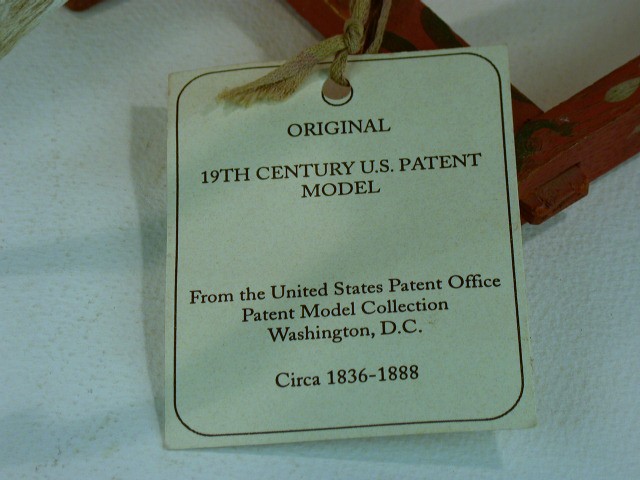 ORIGINAL
19TH CENTURY U.S. PATENT
MODEL
From the United States Patent Office
Patent Model Collection
Washington, D.C.
Circa 1836-1888